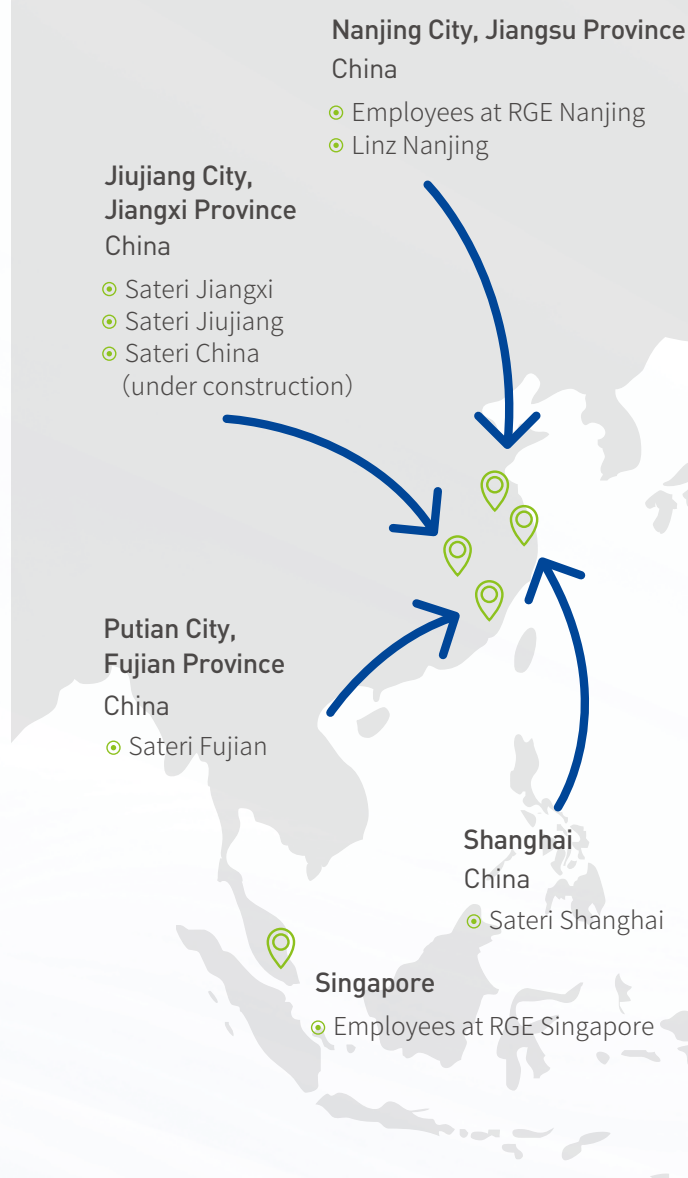 Nanjing City, Jiangsu Province
China
Employees at RGE Nanjing
Linz Nanjing
Jiujiang City,
Jiangxi Province
China
Sateri Jiangxi
Sateri Jiujiang
Sateri China
（under construction）
Putian City,
Fujian Province
China
Sateri Fujian
Shanghai
China
Sateri Shanghai
Singapore
Employees at RGE Singapore